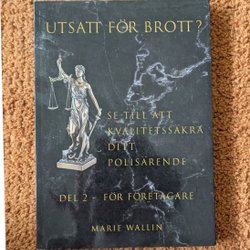 UTSATT FÖR BROTT?
SE TILL ATT
KVALITETSSÄKRA
DITT
POLISÄRENDE
DEL 2 - FÖR FÖRETAGARE
MARIE WALLIN